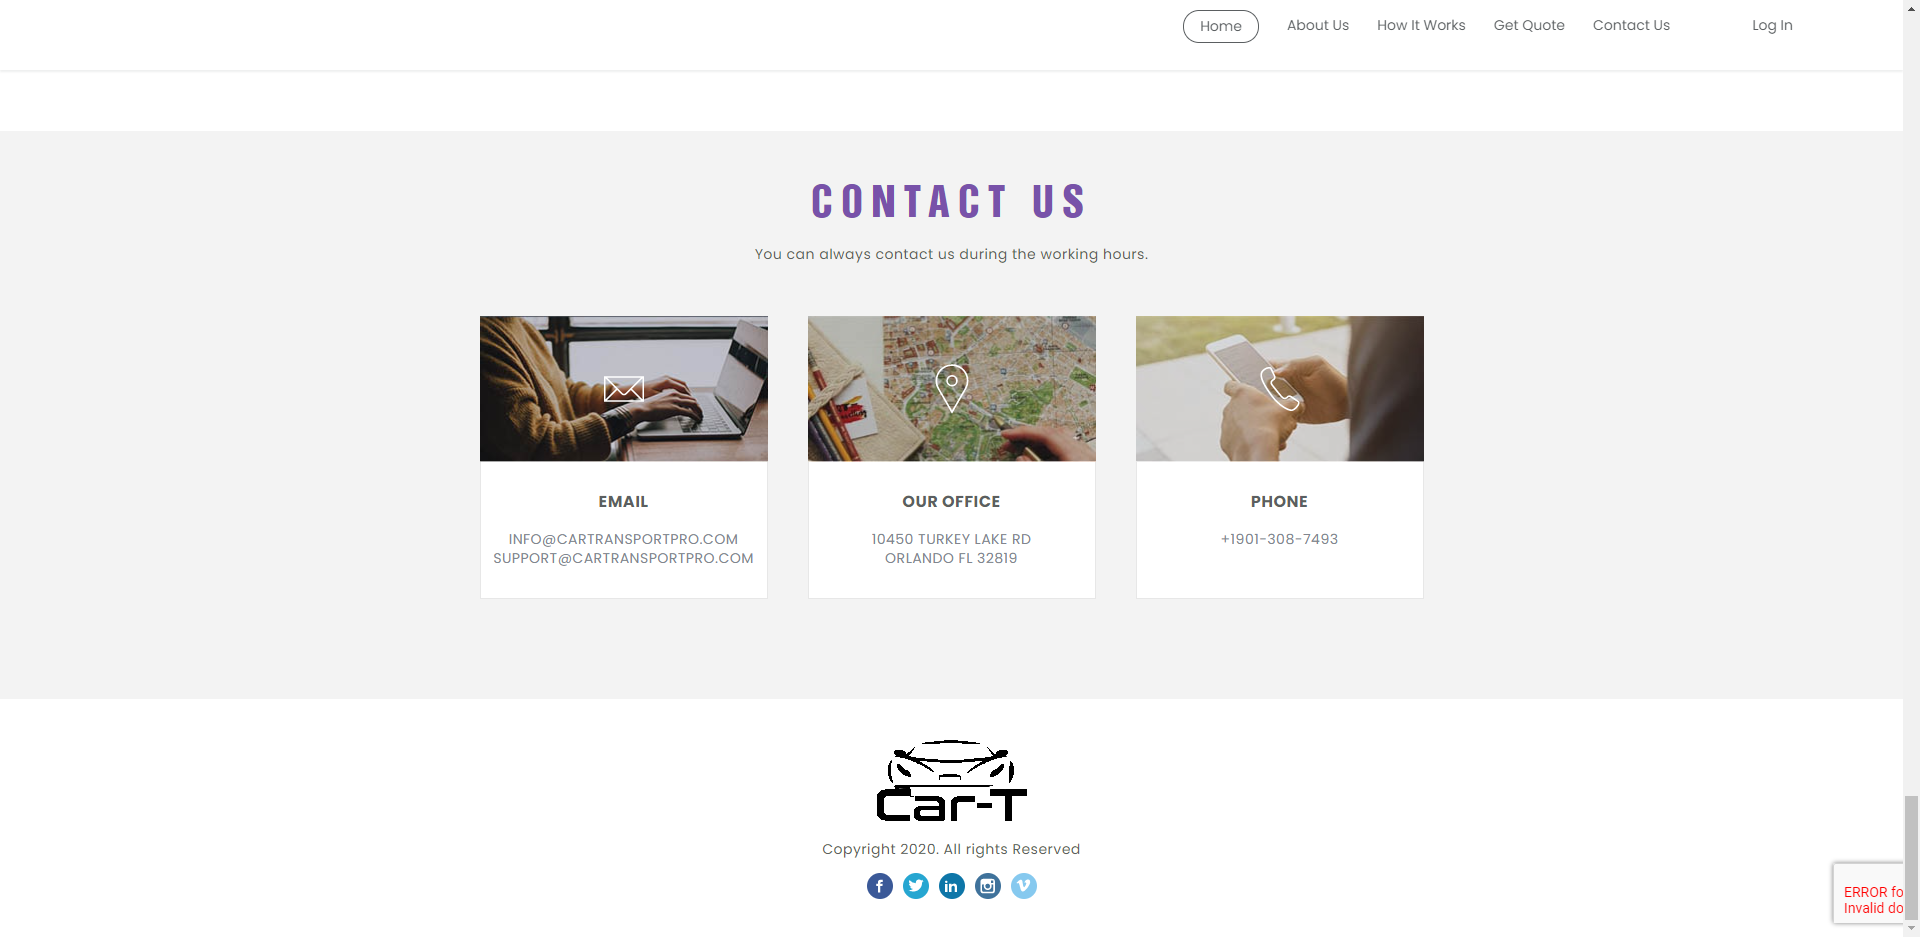 Home
About Us
How It Works
Get Quote
Contact Us
Log In
CONTACT US
You can always contact us during the working hours.
EMAIL
INFO@CARTRANSPORTPRO.COM
SUPPORT@CARTRANSPORTPRO.COM
OUR OFFICE
10450 TURKEY LAKE RD
ORLANDO FL 32819
PHONE
+1901-308-7493
Car-T
Copyright 2020. All rights Reserved
ERROR fo
Invalid do